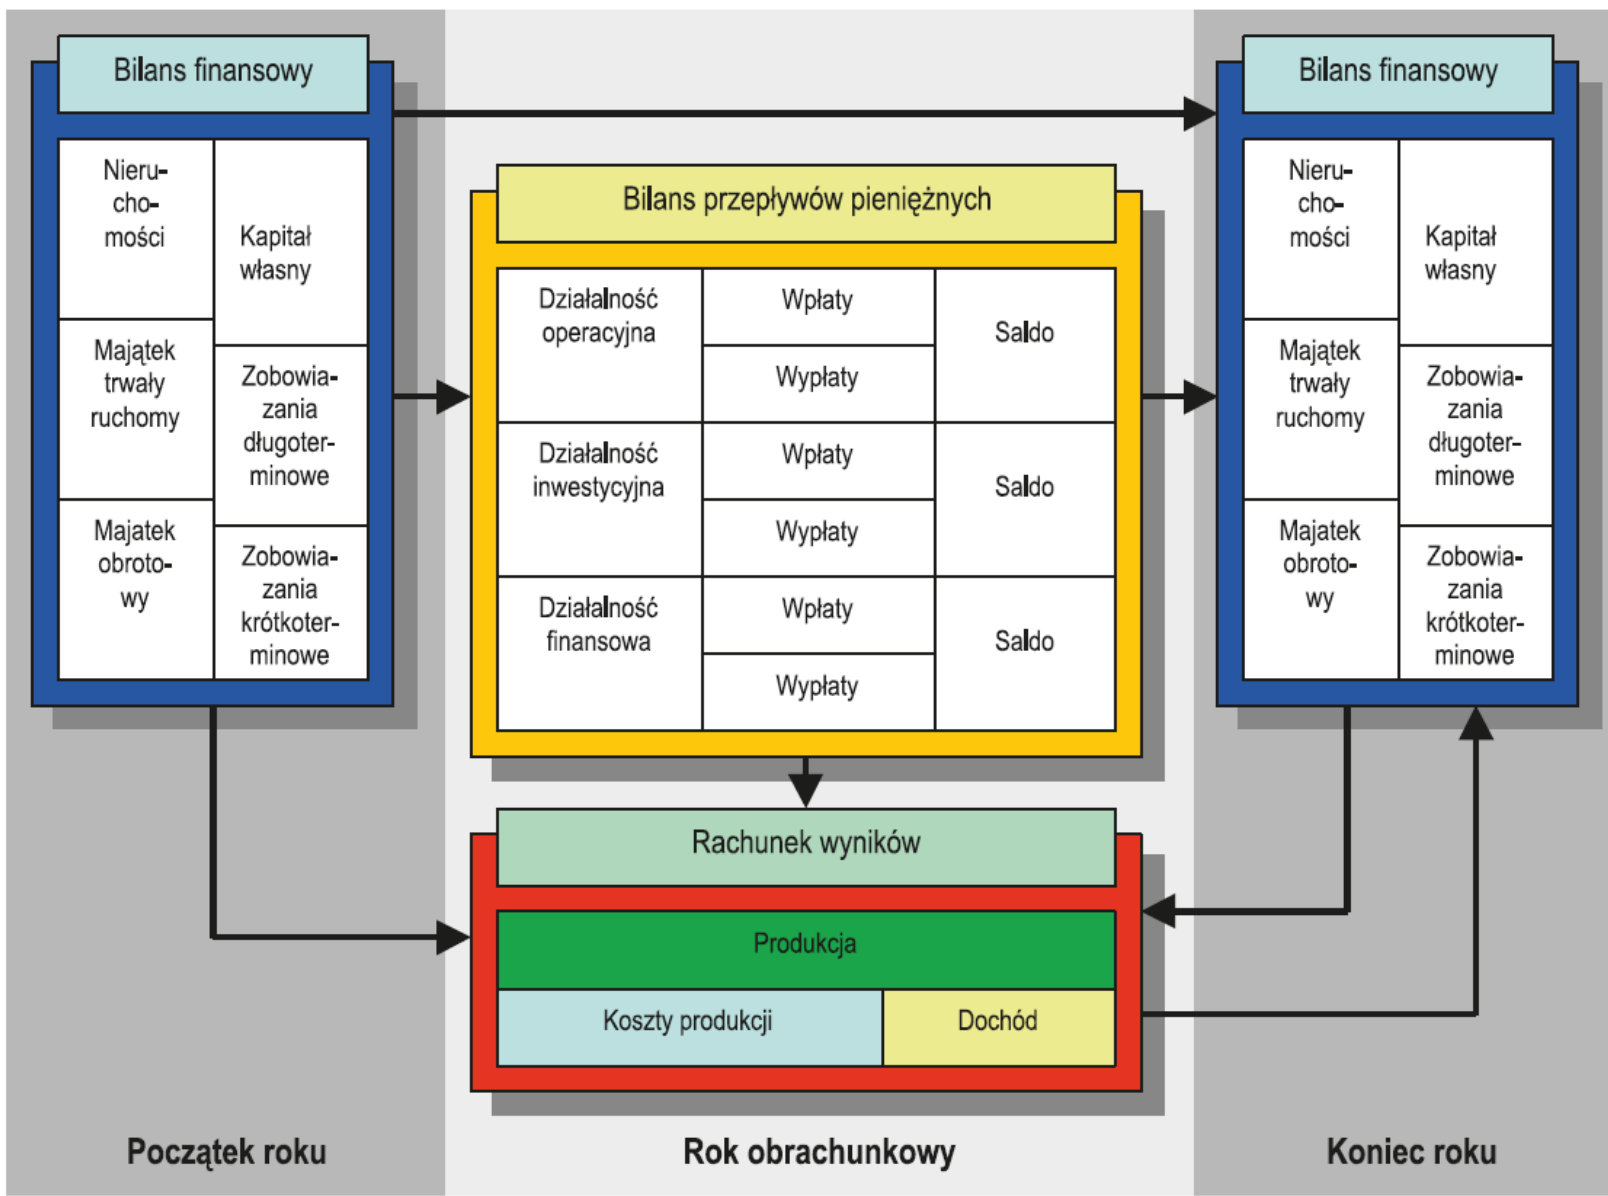 Bilans finansowy
Nieru-
cho-
mości
Majątek
trwały
ruchomy
Majatek
obroto-
wy
Kapitał
własny
Zobowia-
zania
długoter-
minowe
Zobowia-
zania
krótkoter-
minowe
Bilans przepływów pieniężnych
Działalność
operacyjna
Wpłaty
Wypłaty
Saldo
Działalność
inwestycyjna
Wpłaty
Wypłaty
Saldo
Działalność
finansowa
Wpłaty
Wypłaty
Saldo
Rachunek wyników
Produkcja
Koszty produkcji
Dochód
Bilans finansowy
Nieru-
cho-
mości
Majątek
trwały
ruchomy
Majatek
obroto-
wy
Kapitał
własny
Zobowia-
zania
długoter-
minowe
Zobowia-
zania
krótkoter-
minowe
Początek roku
Rok obrachunkowy
Koniec roku